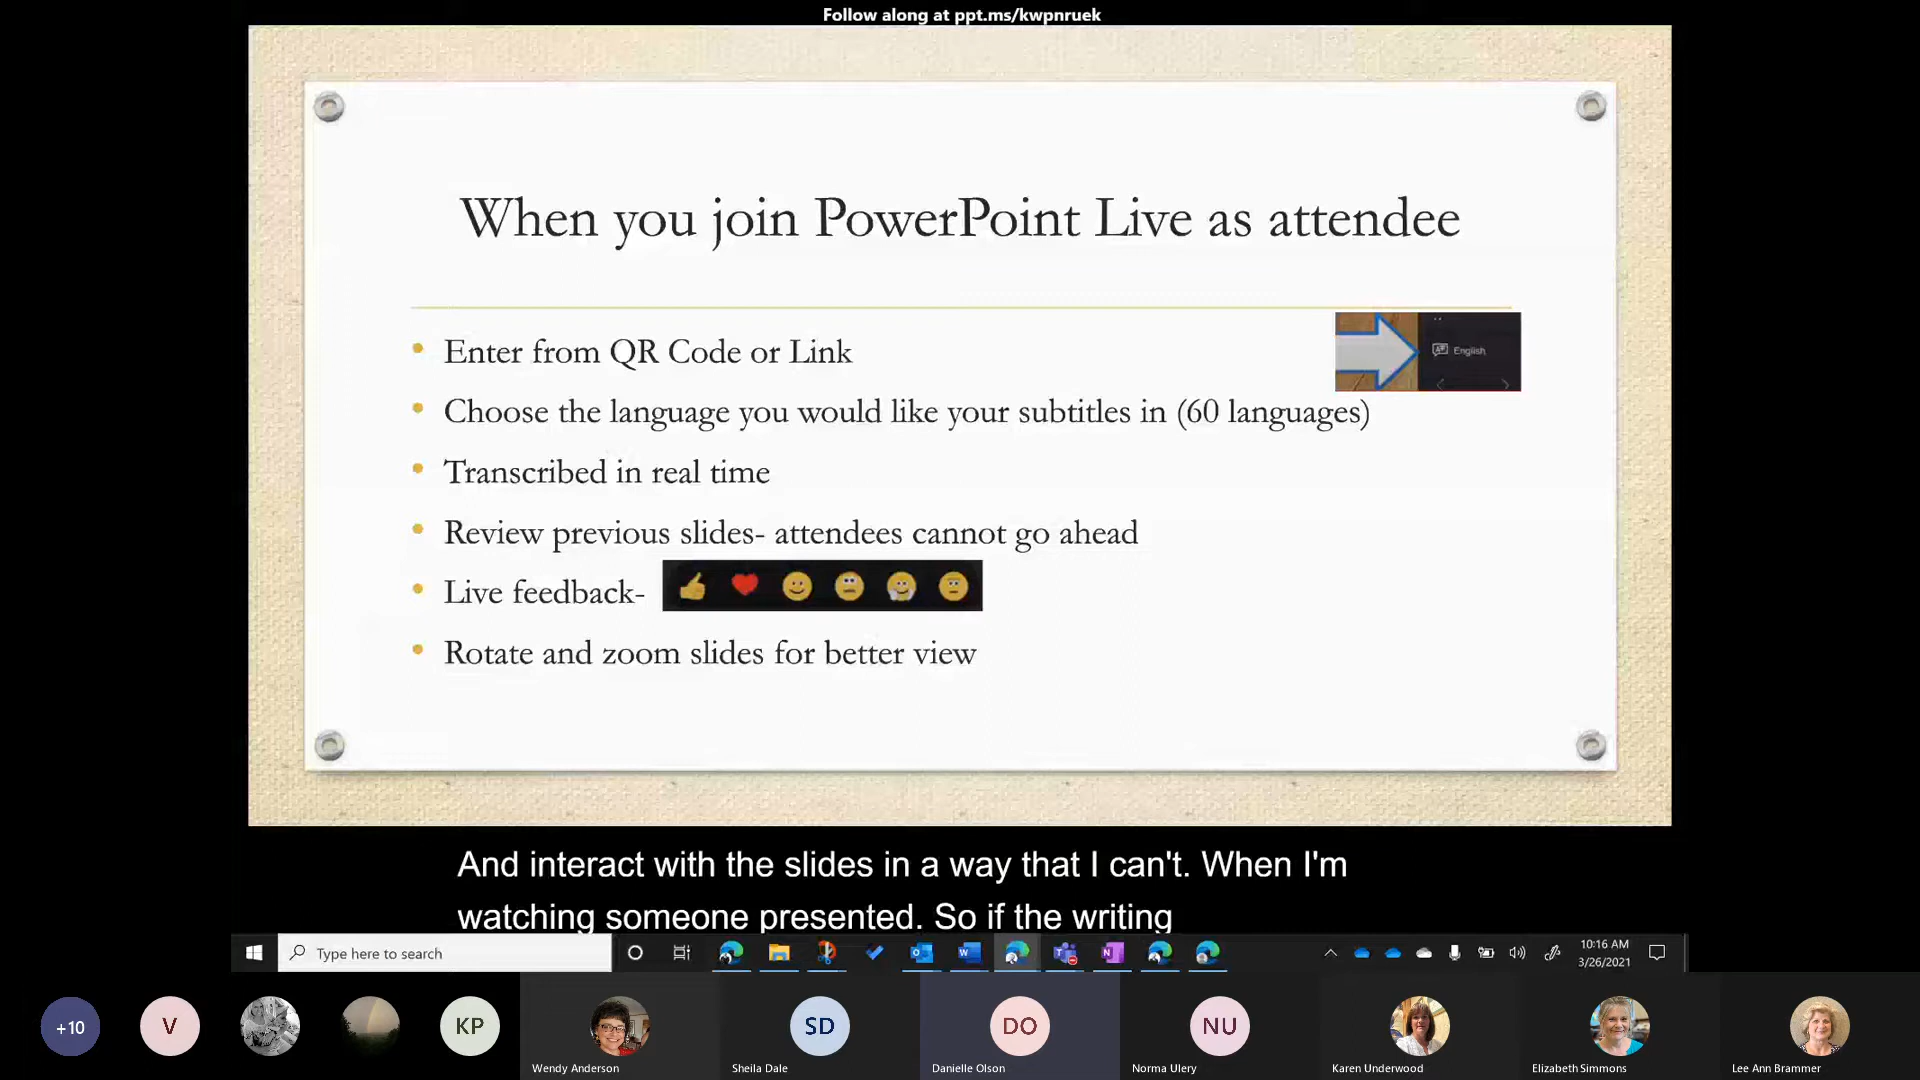 Follow along at ppt.ms/kwpnruek
When you join PowerPoint Live as attendee
English
Enter from QR Code or Link
Choose the language you would like your subtitles in (60 languages)
Transcribed in real time
Review previous slides- attendees cannot go ahead
Live feedback-
Rotate and zoom slides for better view
And interact with the slides in a way that I can't. When I'm
watching someone presented. So if the writing
Type here to search
10:16 AM
3/26/2021
+10
V
KP
SD
DO
NU
Wendy Anderson
Sheila Dale
Danielle Olson
Norma Ulery
Karen Underwood
Elizabeth Simmons
Lee Ann Brammer